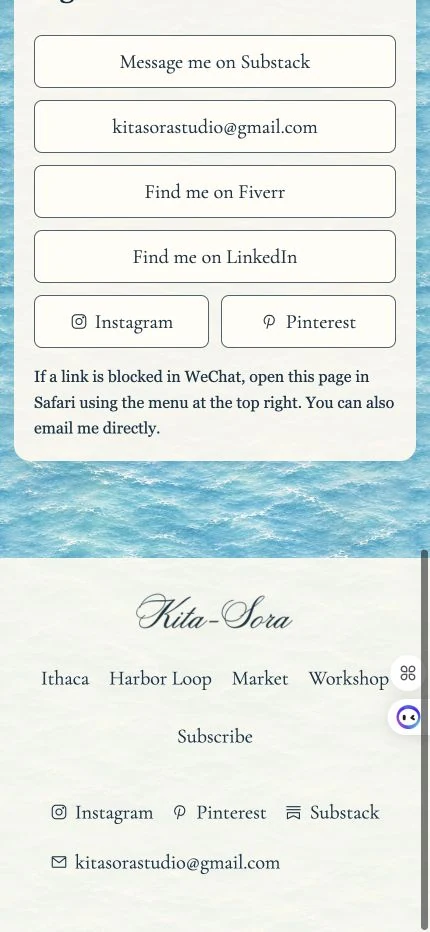 Message me on Substack
kitasorastudio@gmail.com
Find me on Fiverr
Find me on LinkedIn
Instagram
Pinterest
If a link is blocked in WeChat, open this page in
Safari using the menu at the top right. You can also
email me directly.
Kita-Sora
Ithaca Harbor Loop Market Workshop
Subscribe
Instagram Pinterest Substack
kitasorastudio@gmail.com